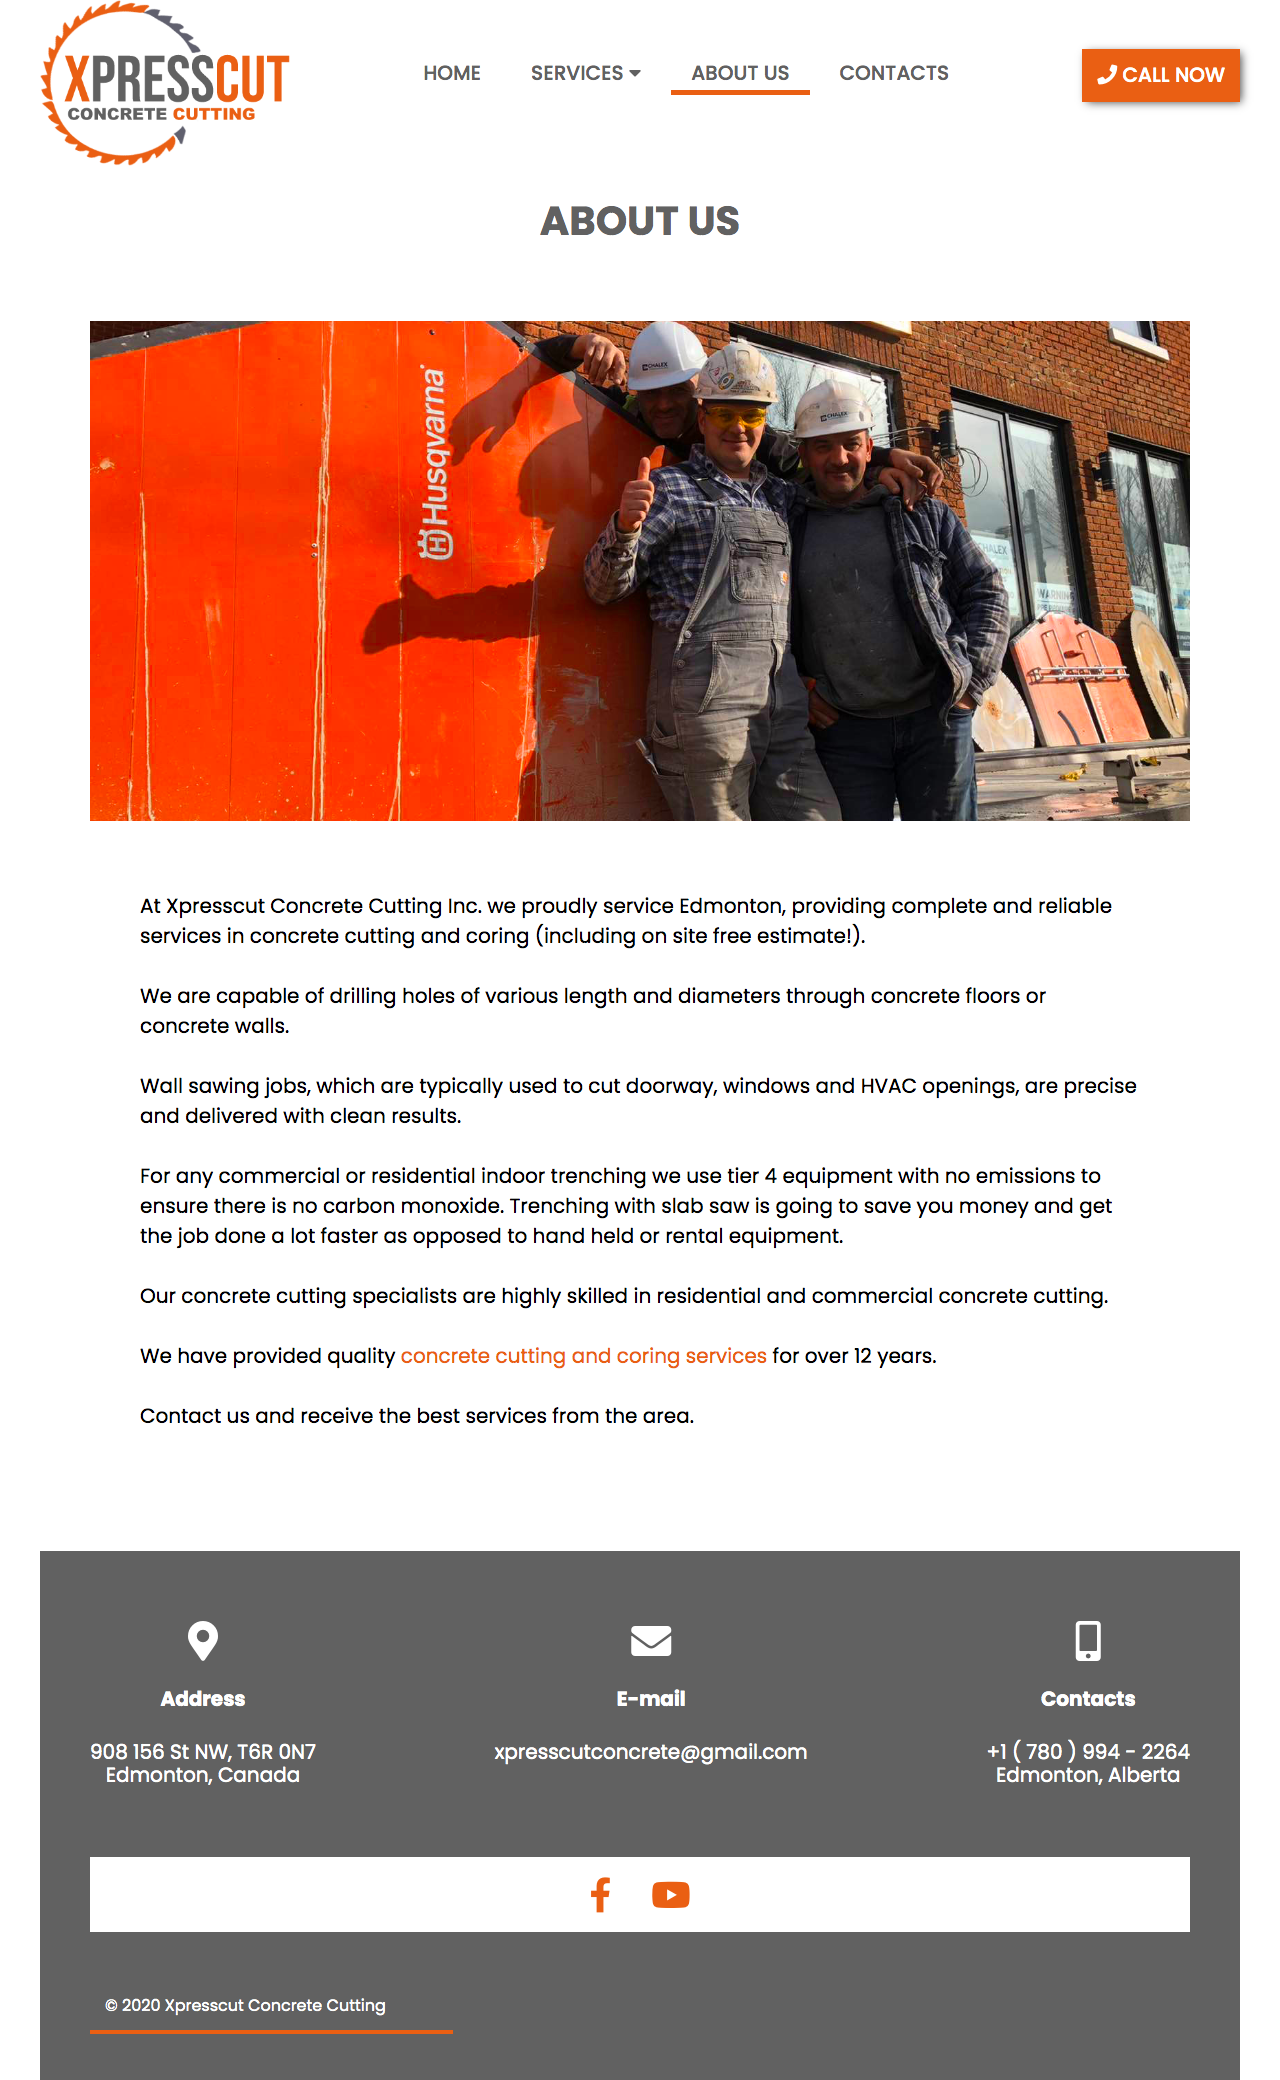 XPRESSCUT
CONCRETE CUTTING
HOME
SERVICES
ABOUT US
CONTACTS
CALL NOW
ABOUT US
Husqvarna
CHALEX
CHALEX
CHALEX
WARNING
At Xpresscut Concrete Cutting Inc. we proudly service Edmonton, providing complete and reliable
services in concrete cutting and coring (including on site free estimate!).
We are capable of drilling holes of various length and diameters through concrete floors or
concrete walls.
Wall sawing jobs, which are typically used to cut doorway, windows and HVAC openings, are precise
and delivered with clean results.
For any commercial or residential indoor trenching we use tier 4 equipment with no emissions to
ensure there is no carbon monoxide. Trenching with slab saw is going to save you money and get
the job done a lot faster as opposed to hand held or rental equipment.
Our concrete cutting specialists are highly skilled in residential and commercial concrete cutting.
We have provided quality concrete cutting and coring services for over 12 years.
Contact us and receive the best services from the area.
Address
908 156 St NW, T6R 0N7
Edmonton, Canada
E-mail
xpresscutconcrete@gmail.com
Contacts
+1 ( 780 ) 994 - 2264
Edmonton, Alberta
© 2020 Xpresscut Concrete Cutting